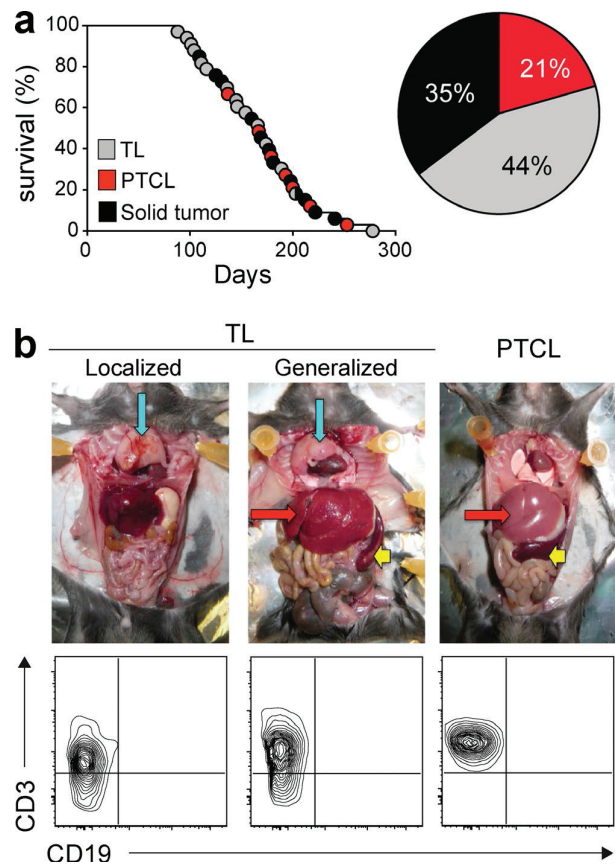 a
survival (%)
100
80
60
40
20
0
0
100
200
300
Days
TL
PTCL
Solid tumor
35%
21%
44%
b
TL
PTCL
Localized
Generalized
CD3
CD19